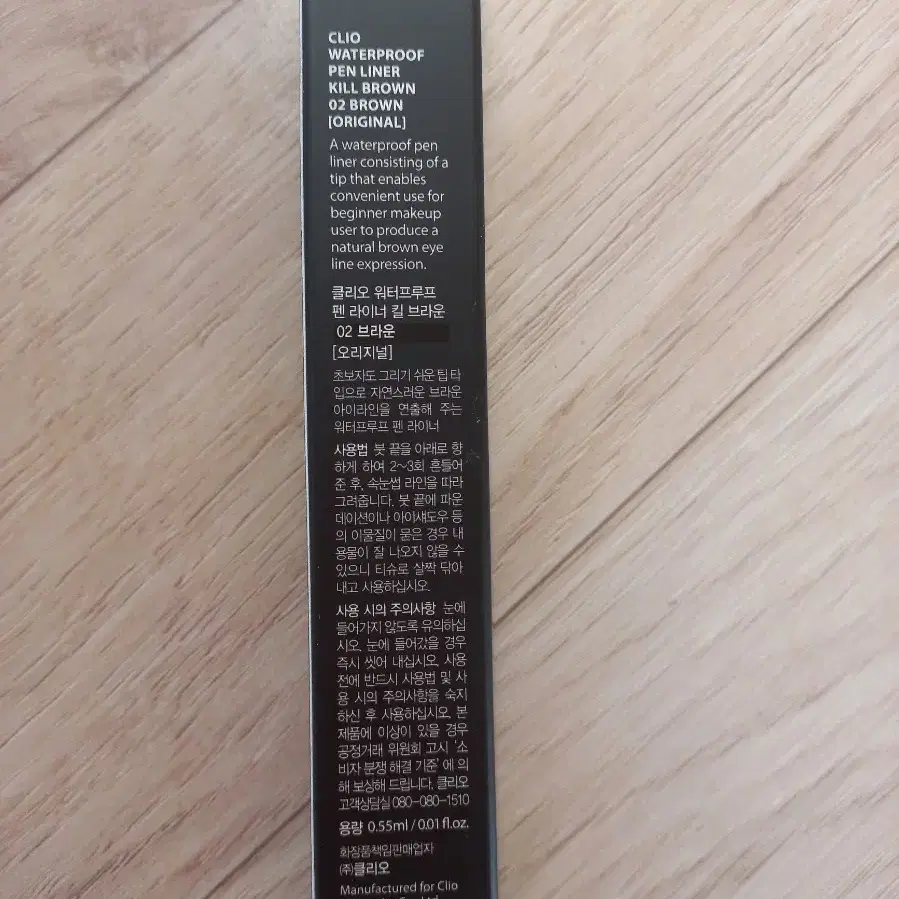 CLIO
WATERPROOF
PEN LINER
KILL BROWN
02 BROWN
[ORIGINAL]
A waterproof pen
liner consisting of a
tip that enables
convenient use for
beginner makeup
user to produce a
natural brown eye
line expression.
클리오 워터프루프
펜 라이너 킬 브라운
02 브라운
[오리지널]
초보자도 그리기 쉬운 팁 타
입으로 자연스러운 브라운
아이라인을 연출해 주는
워터프루프 펜 라이너
사용법 붓 끝을 아래로 향
하게 하여 2~3회 흔들어
준 후, 속눈썹 라인을 따라
그려줍니다. 붓 끝에 파운
데이션이나 아이섀도우 등
의 이물질이 묻은 경우 내
용물이 잘 나오지 않을 수
있으니 티슈로 살짝 닦아
내고 사용하십시오.
사용 시의 주의사항 눈에
들어가지 않도록 유의하십
시오. 눈에 들어갔을 경우
즉시 씻어 내십시오. 사용
전에 반드시 사용법 및 사
용 시의 주의사항을 숙지
하신 후 사용하십시오. 본
제품에 이상이 있을 경우
공정거래 위원회 고시 '소
비자 분쟁 해결 기준' 에 의
해 보상해 드립니다. 클리오
고객상담실 080-080-1510
용량 0.55ml / 0.01 fl.oz.
화장품책임판매업자
(주)클리오
Manufactured for Clio